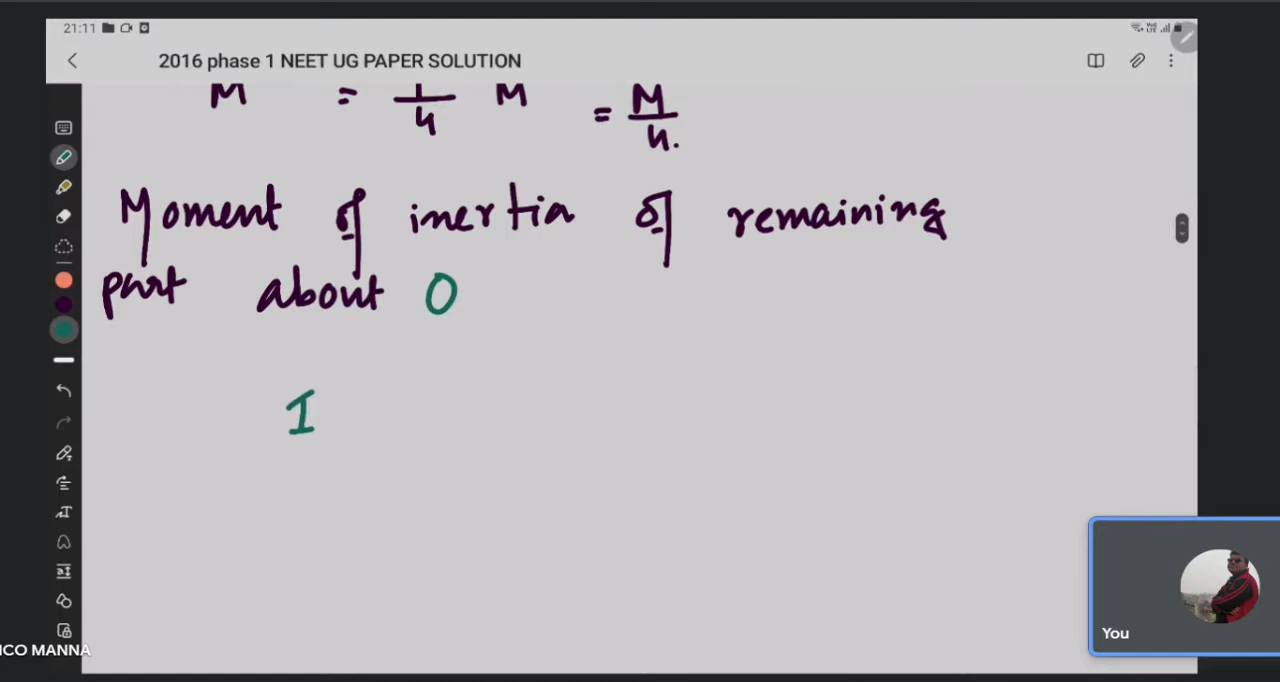 21:11
2016 phase 1 NEET UG PAPER SOLUTION
M = 1/4 M = M/4.
Moment of inertia of remaining
part about O
I
You
ICO MANNA